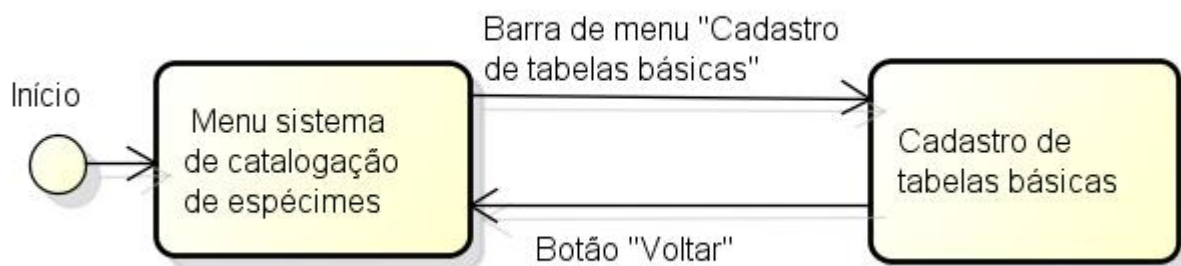 Início
Menu sistema
de catalogação
de espécimes
Barra de menu "Cadastro
de tabelas básicas"
Cadastro de
tabelas básicas
Botão "Voltar"